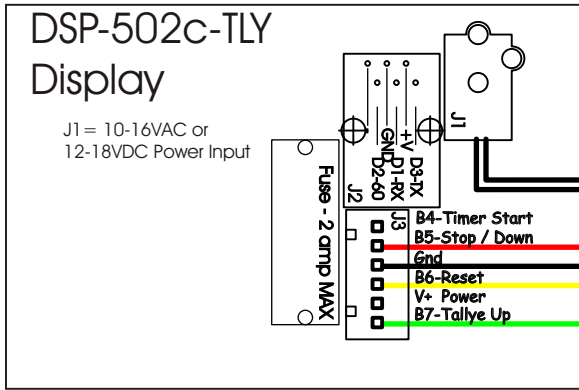 DSP-502c-TLY
Display
J1= 10-16VAC or
12-18VDC Power Input
J1
+V
GND
D3-TX
D1-RX
D2-60
J2
Fuse - 2 amp MAX
J3
B4-Timer Start
B5-Stop / Down
Gnd
B6-Reset
V+ Power
B7-Tallye Up